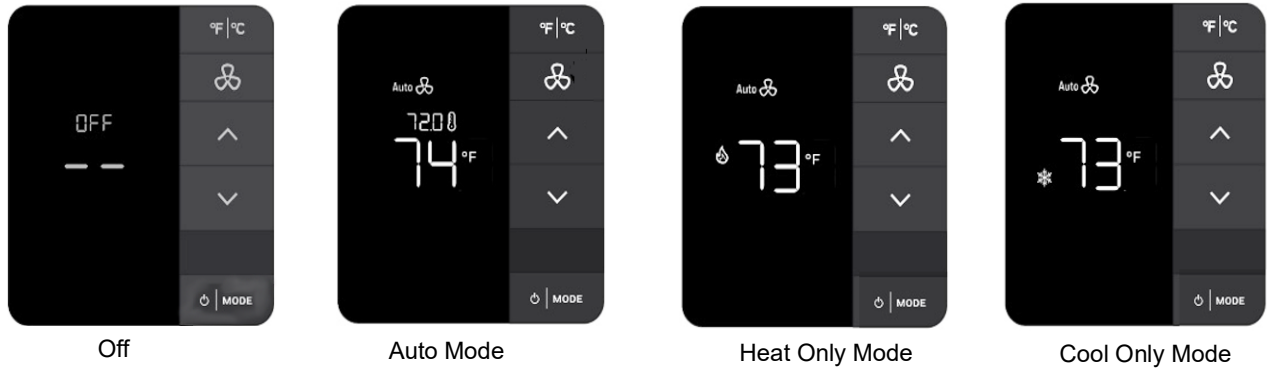 °F|°C
OFF
– –
MODE
Off
°F|°C
Auto
72.0
74 °F
MODE
Auto Mode
°F|°C
Auto
73 °F
MODE
Heat Only Mode
°F|°C
Auto
73 °F
MODE
Cool Only Mode